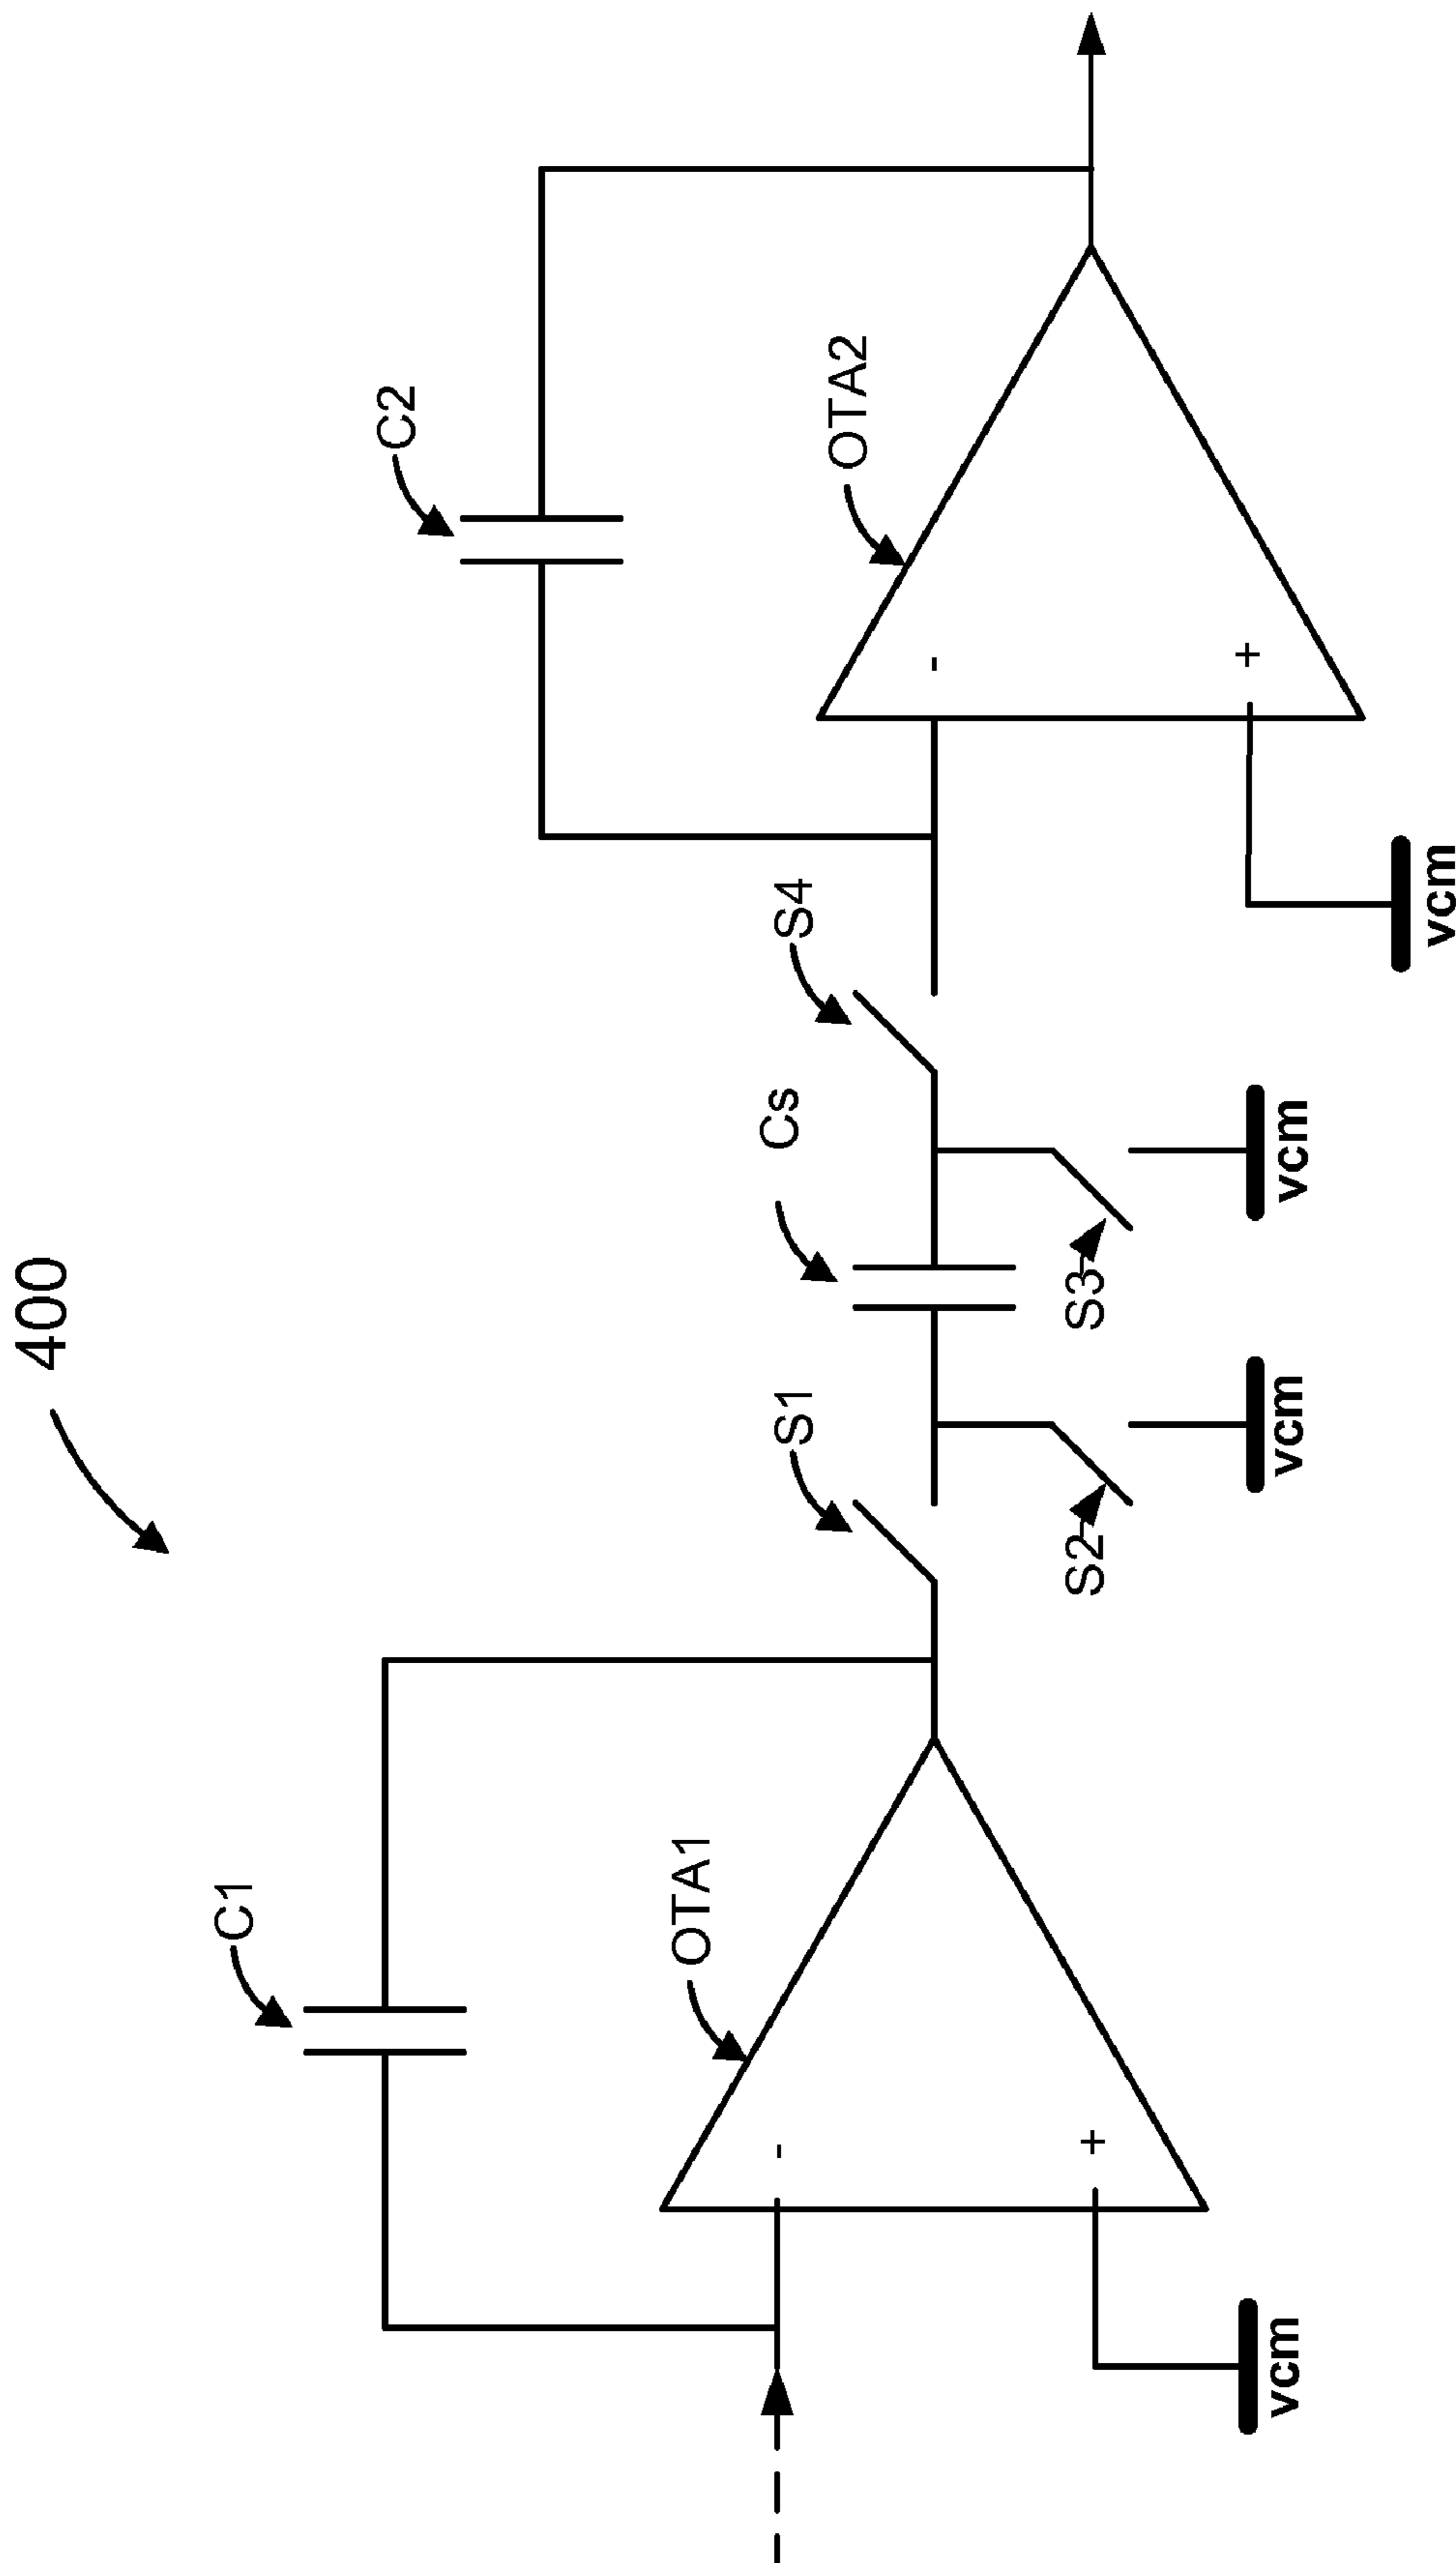 400
C1
OTA1
-
+
vcm
S1
S2
vcm
Cs
S3
vcm
S4
C2
OTA2
-
+
vcm